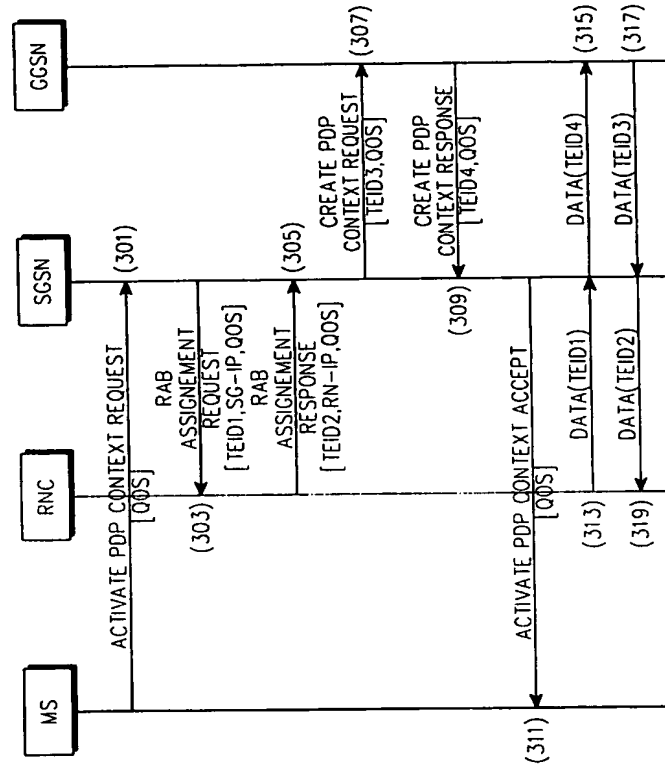 MS
RNC
SGSN
GGSN
ACTIVATE PDP CONTEXT REQUEST
[QOS]
(301)
RAB
ASSIGNEMENT
REQUEST
[TEID1,SG-IP,QOS]
(303)
RAB
ASSIGNEMENT
RESPONSE
[TEID2,RN-IP,QOS]
(305)
CREATE PDP
CONTEXT REQUEST
[TEID3,QOS]
(307)
CREATE PDP
CONTEXT RESPONSE
[TEID4,QOS]
(309)
ACTIVATE PDP CONTEXT ACCEPT
[QOS]
(311)
(313)
DATA(TEID1)
DATA(TEID4)
(315)
(319)
DATA(TEID2)
DATA(TEID3)
(317)